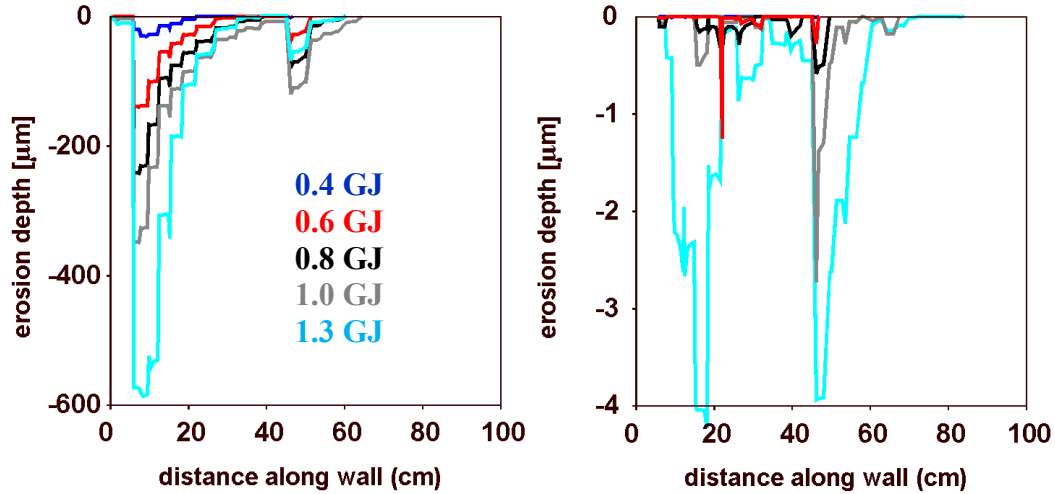 0
-200
-400
-600
erosion depth [μm]
0.4 GJ
0.6 GJ
0.8 GJ
1.0 GJ
1.3 GJ
0 20 40 60 80 100
distance along wall (cm)
0
-1
-2
-3
-4
erosion depth [μm]
0 20 40 60 80 100
distance along wall (cm)